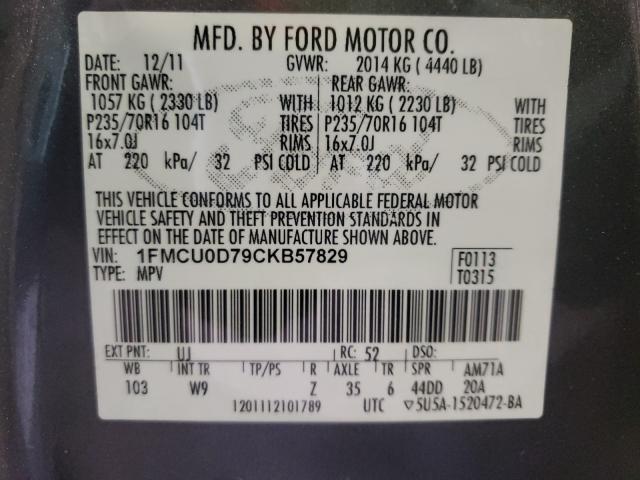 MFD. BY FORD MOTOR CO.
DATE: 12/11 GVWR: 2014 KG ( 4440 LB)
FRONT GAWR: REAR GAWR:
1057 KG ( 2330 LB) WITH 1012 KG ( 2230 LB) WITH
P235/70R16 104T TIRES P235/70R16 104T TIRES
16x7.0J RIMS 16x7.0J RIMS
AT 220 kPa/ 32 PSI COLD AT 220 kPa/ 32 PSI COLD
THIS VEHICLE CONFORMS TO ALL APPLICABLE FEDERAL MOTOR
VEHICLE SAFETY AND THEFT PREVENTION STANDARDS IN
EFFECT ON THE DATE OF MANUFACTURE SHOWN ABOVE.
VIN: 1FMCU0D79CKB57829 F0113
TYPE: MPV T0315
EXT PNT: UJ RC: 52 DSO:
WB INT TR TP/PS R AXLE TR SPR AM71A
103 W9 Z 35 6 44DD 20A
1201112101789 UTC ▽5U5A-1520472-BA